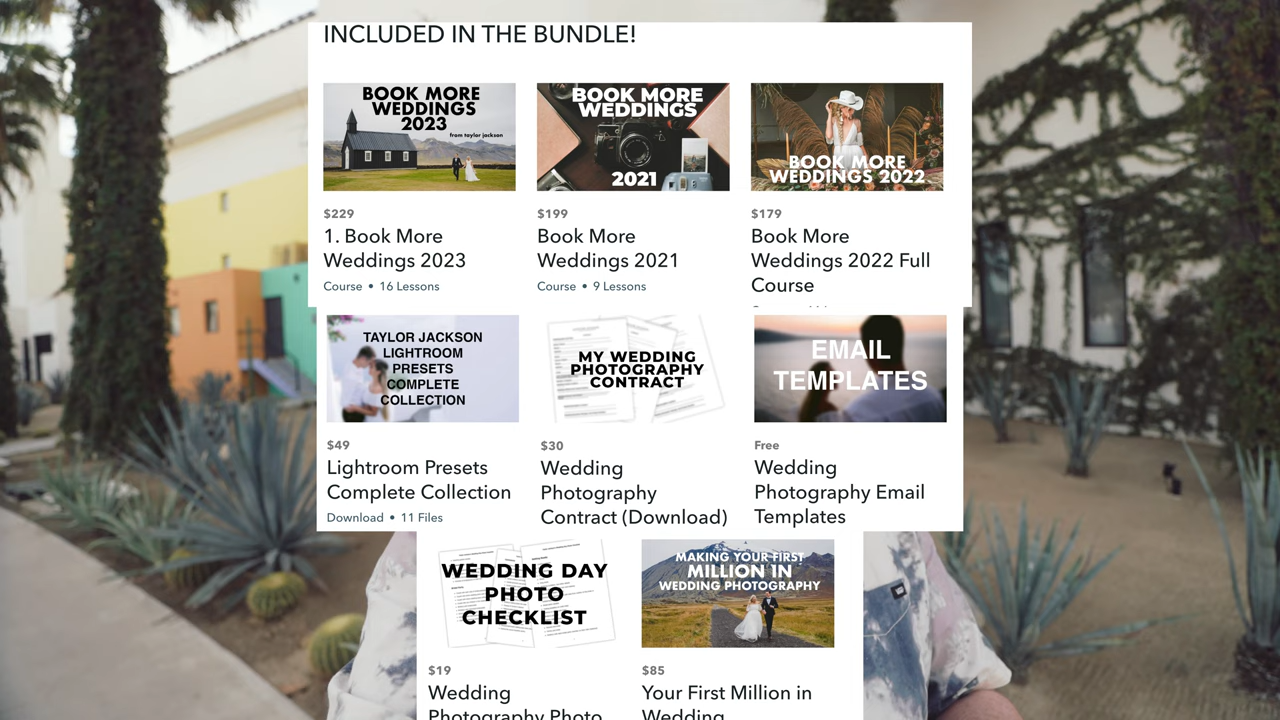 INCLUDED IN THE BUNDLE!
BOOK MORE
WEDDINGS
2023
from taylor jackson
BOOK MORE
WEDDINGS
2021
BOOK MORE
WEDDINGS 2022
$229
1. Book More
Weddings 2023
Course • 16 Lessons
$199
Book More
Weddings 2021
Course • 9 Lessons
$179
Book More
Weddings 2022 Full
Course
TAYLOR JACKSON
LIGHTROOM
PRESETS
COMPLETE
COLLECTION
MY WEDDING
PHOTOGRAPHY
CONTRACT
EMAIL
TEMPLATES
$49
Lightroom Presets
Complete Collection
Download • 11 Files
$30
Wedding
Photography
Contract (Download)
Free
Wedding
Photography Email
Templates
WEDDING DAY
PHOTO
CHECKLIST
MAKING YOUR FIRST
MILLION IN
WEDDING PHOTOGRAPHY
$19
Wedding
Photography Photo
$85
Your First Million in
Wedding